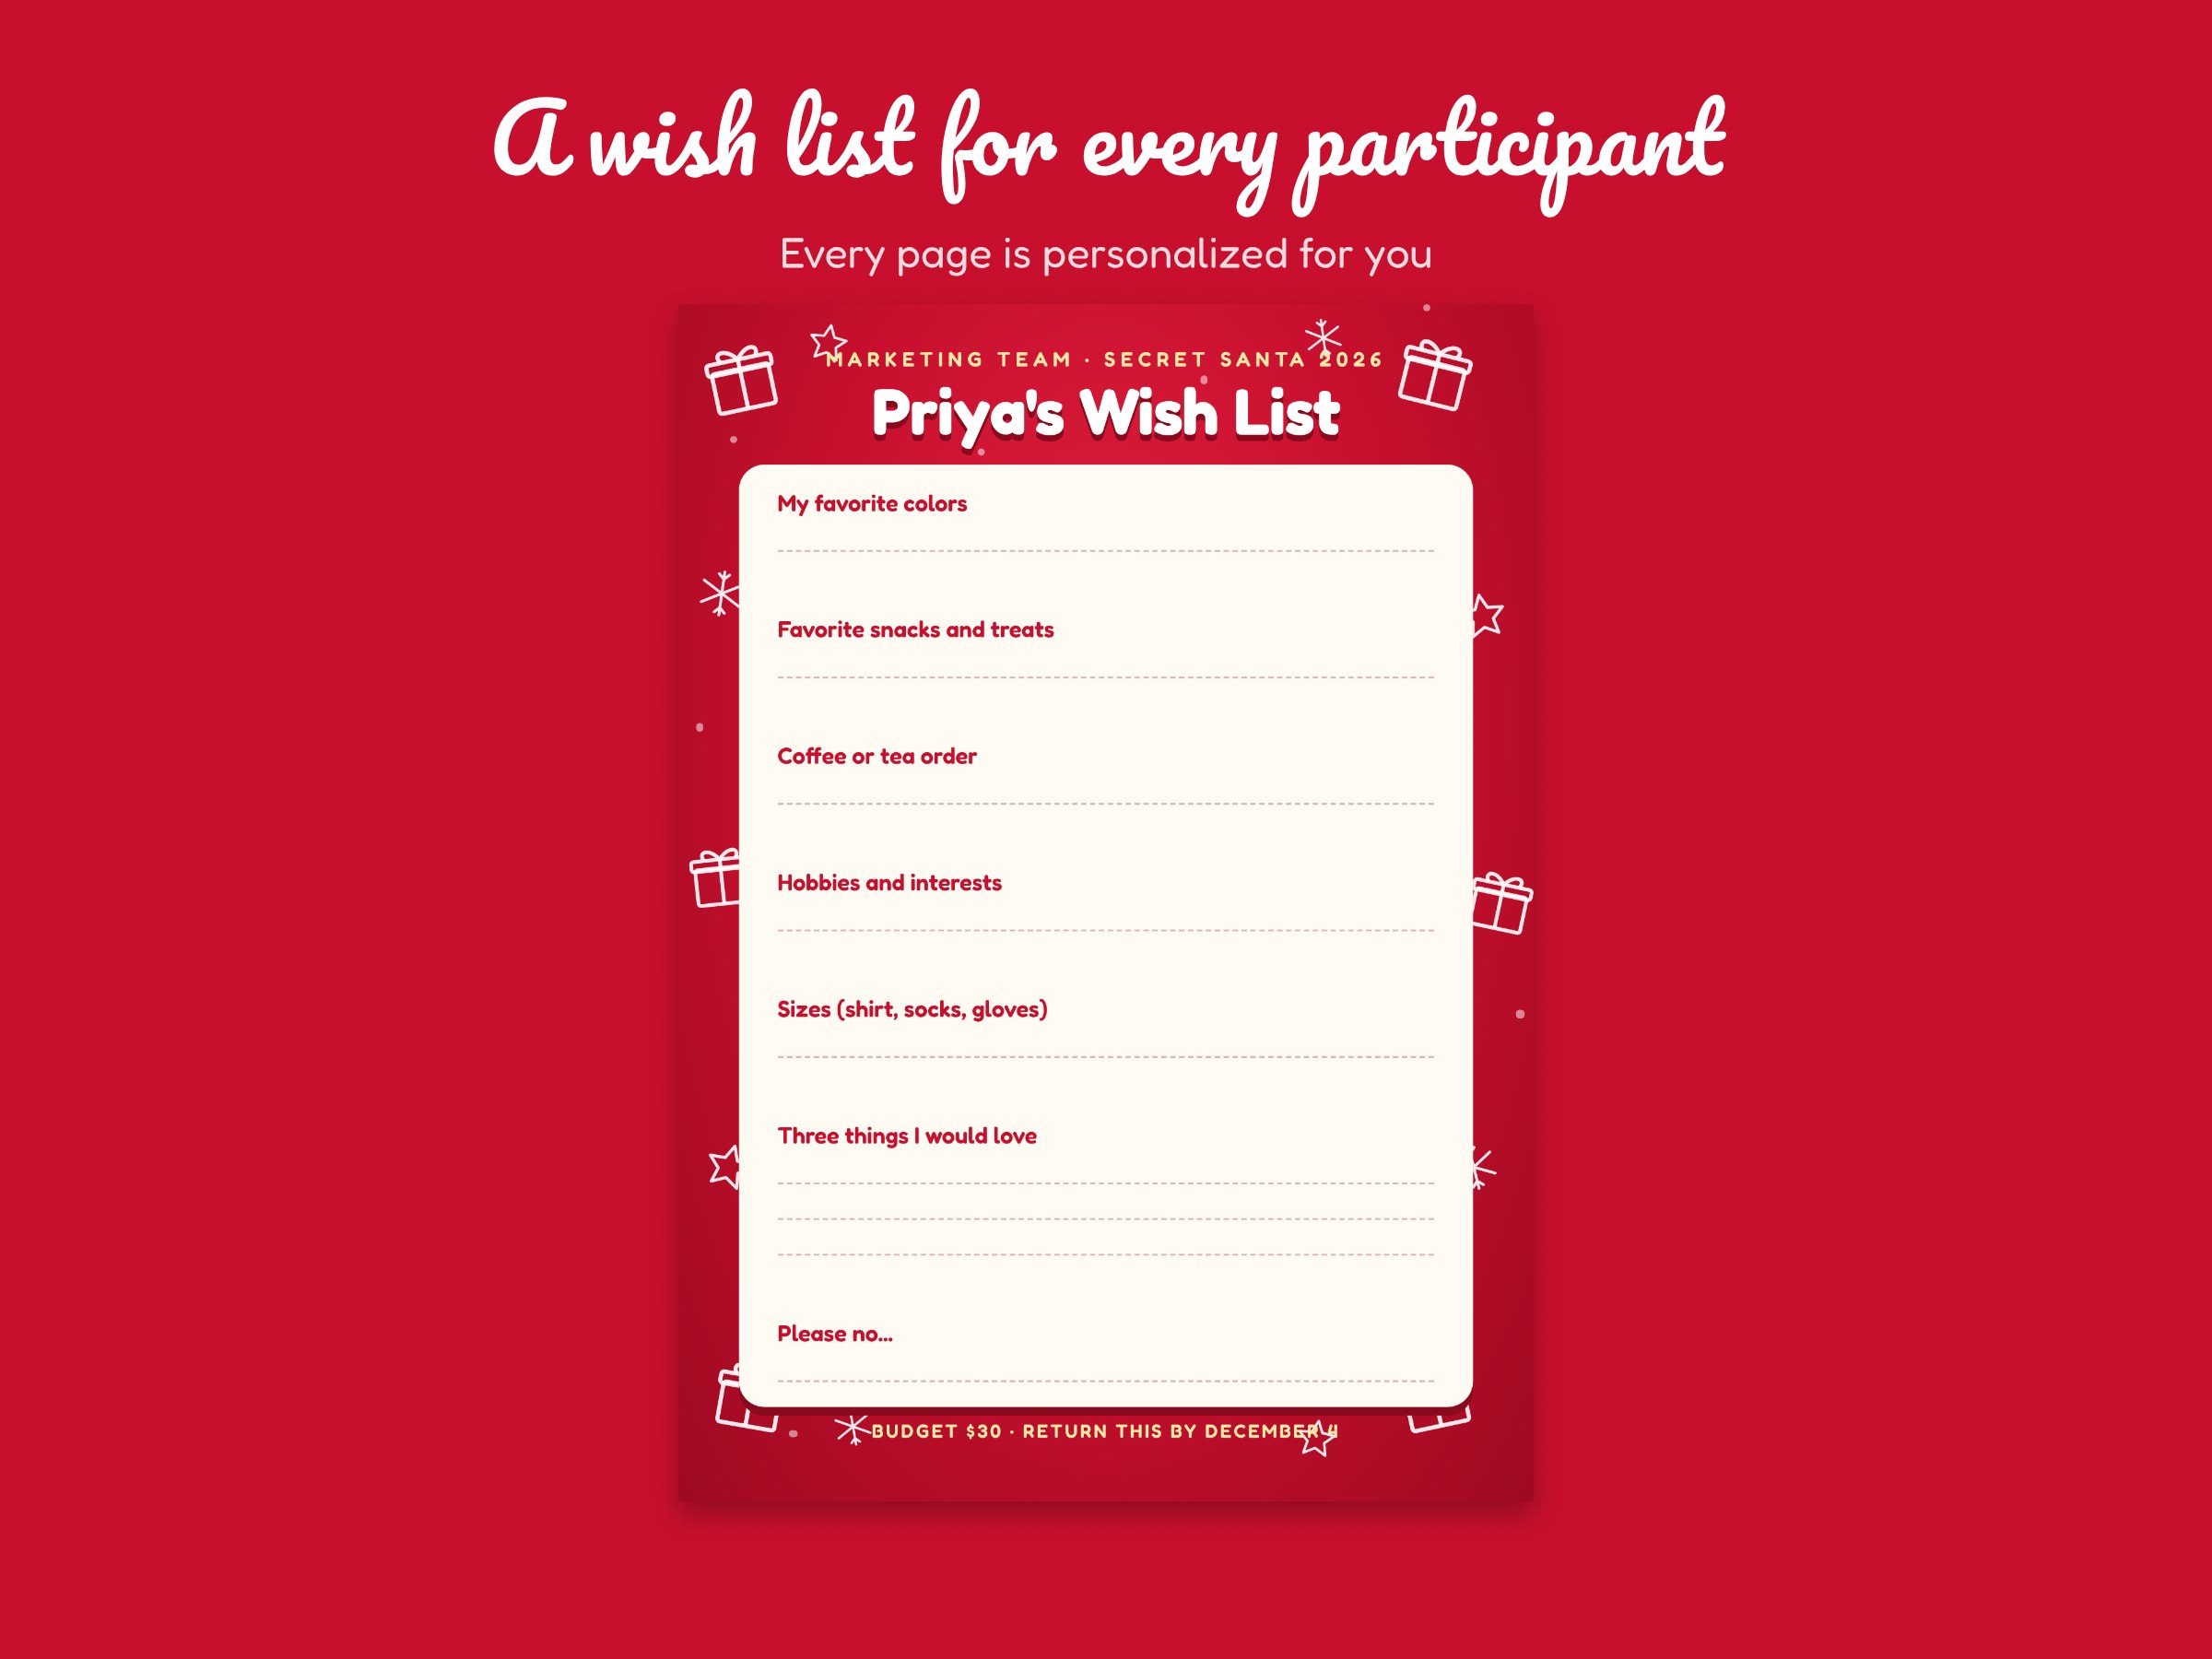 A wish list for every participant
Every page is personalized for you
MARKETING TEAM · SECRET SANTA 2026
Priya's Wish List
My favorite colors
Favorite snacks and treats
Coffee or tea order
Hobbies and interests
Sizes (shirt, socks, gloves)
Three things I would love
Please no...
BUDGET $30 · RETURN THIS BY DECEMBER 4